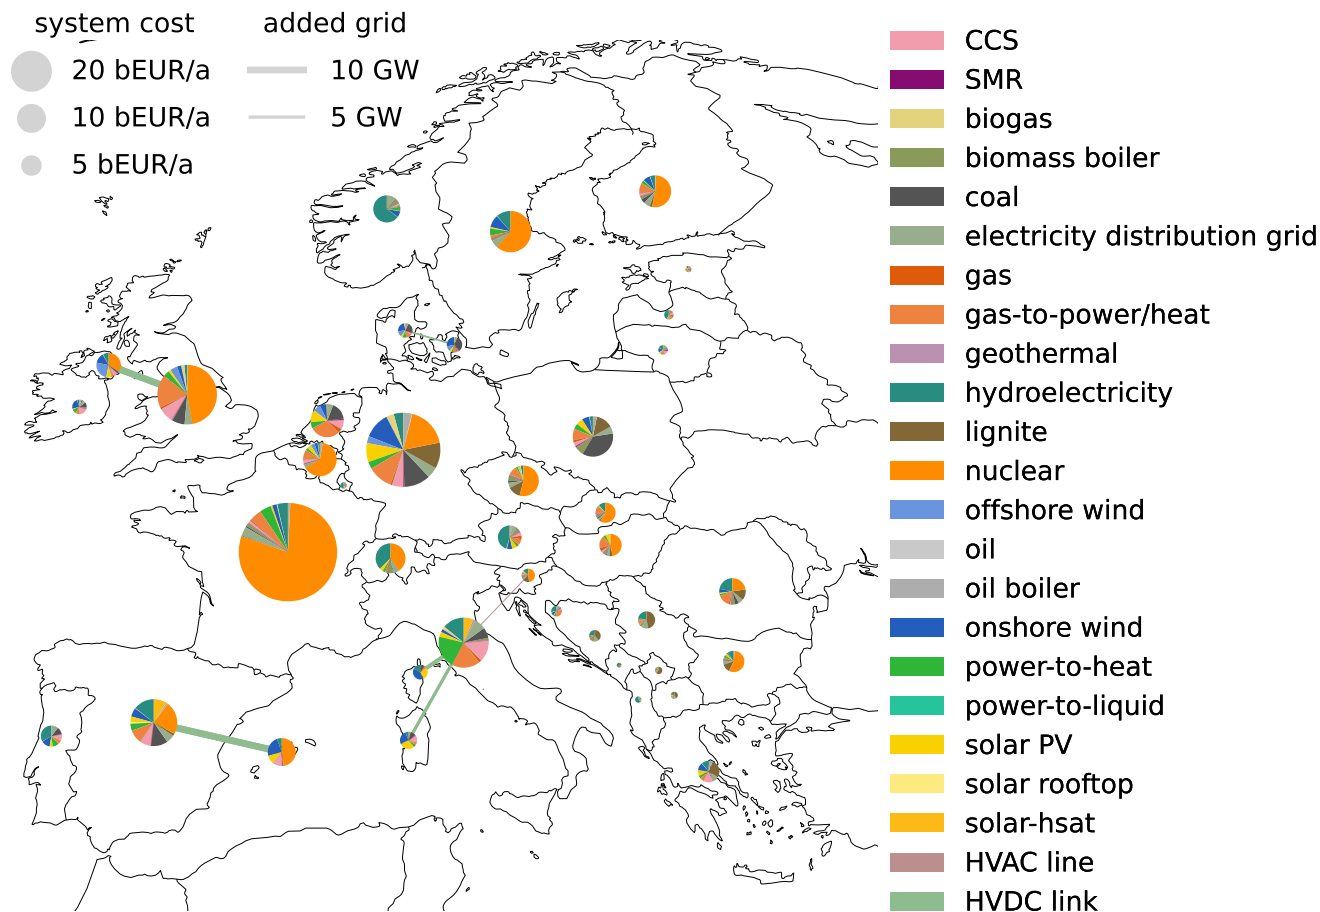 system cost
added grid
20 bEUR/a
10 GW
10 bEUR/a
5 GW
5 bEUR/a
CCS
SMR
biogas
biomass boiler
coal
electricity distribution grid
gas
gas-to-power/heat
geothermal
hydroelectricity
lignite
nuclear
offshore wind
oil
oil boiler
onshore wind
power-to-heat
power-to-liquid
solar PV
solar rooftop
solar-hsat
HVAC line
HVDC link